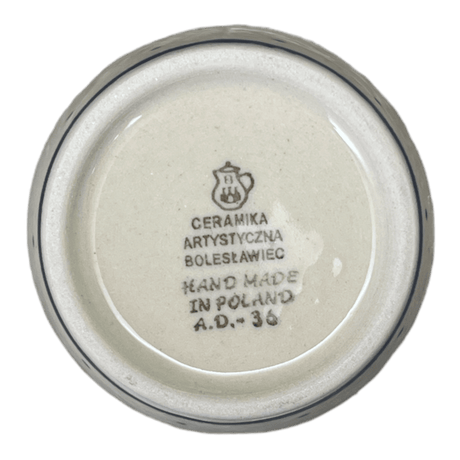 B
CERAMIKA
ARTYSTYCZNA
BOLESŁAWIEC
HAND MADE
IN POLAND
A.D.- 36